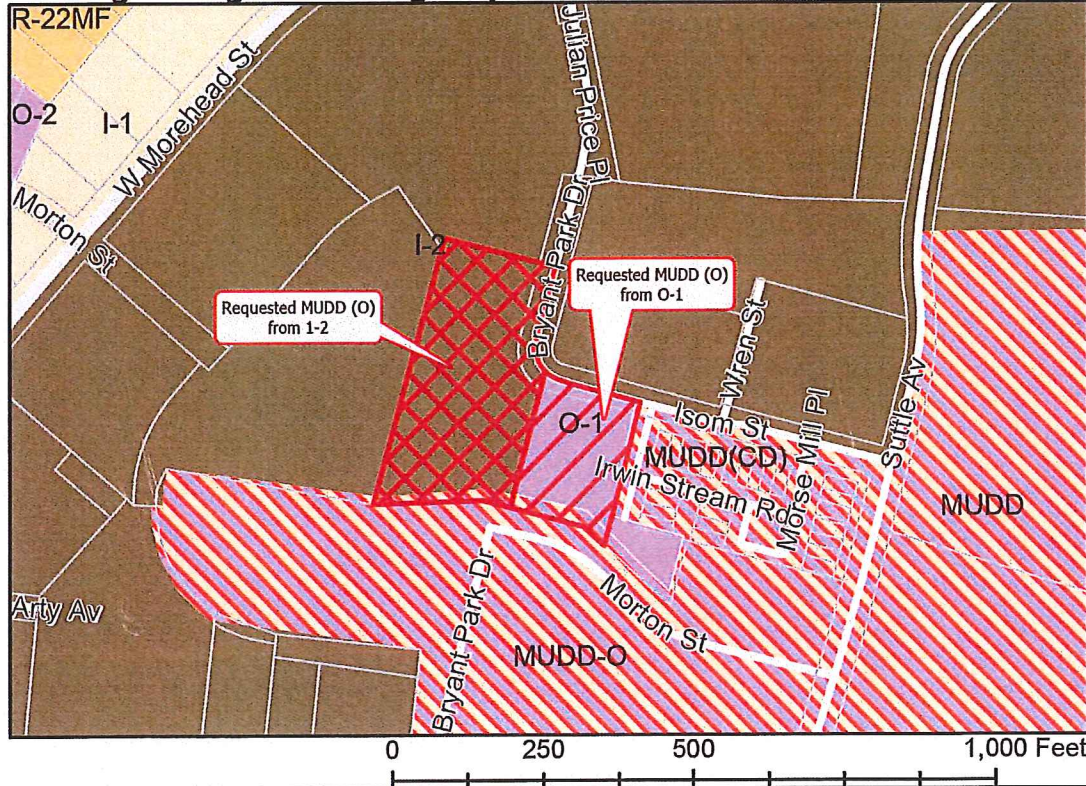 R-22MF
O-2
I-1
W Morehead St
Morton St
Julian Price Pl
I-2
Bryant Park Dr
Requested MUDD (O)
from 1-2
Requested MUDD (O)
from O-1
Wren St
O-1
Isom St
MUDD(CD)
Irwin Stream Rd
Morse Mill Pl
Suttle Av
MUDD
Arty Av
Bryant Park Dr
Morton St
MUDD-O
0 250 500 1,000 Feet